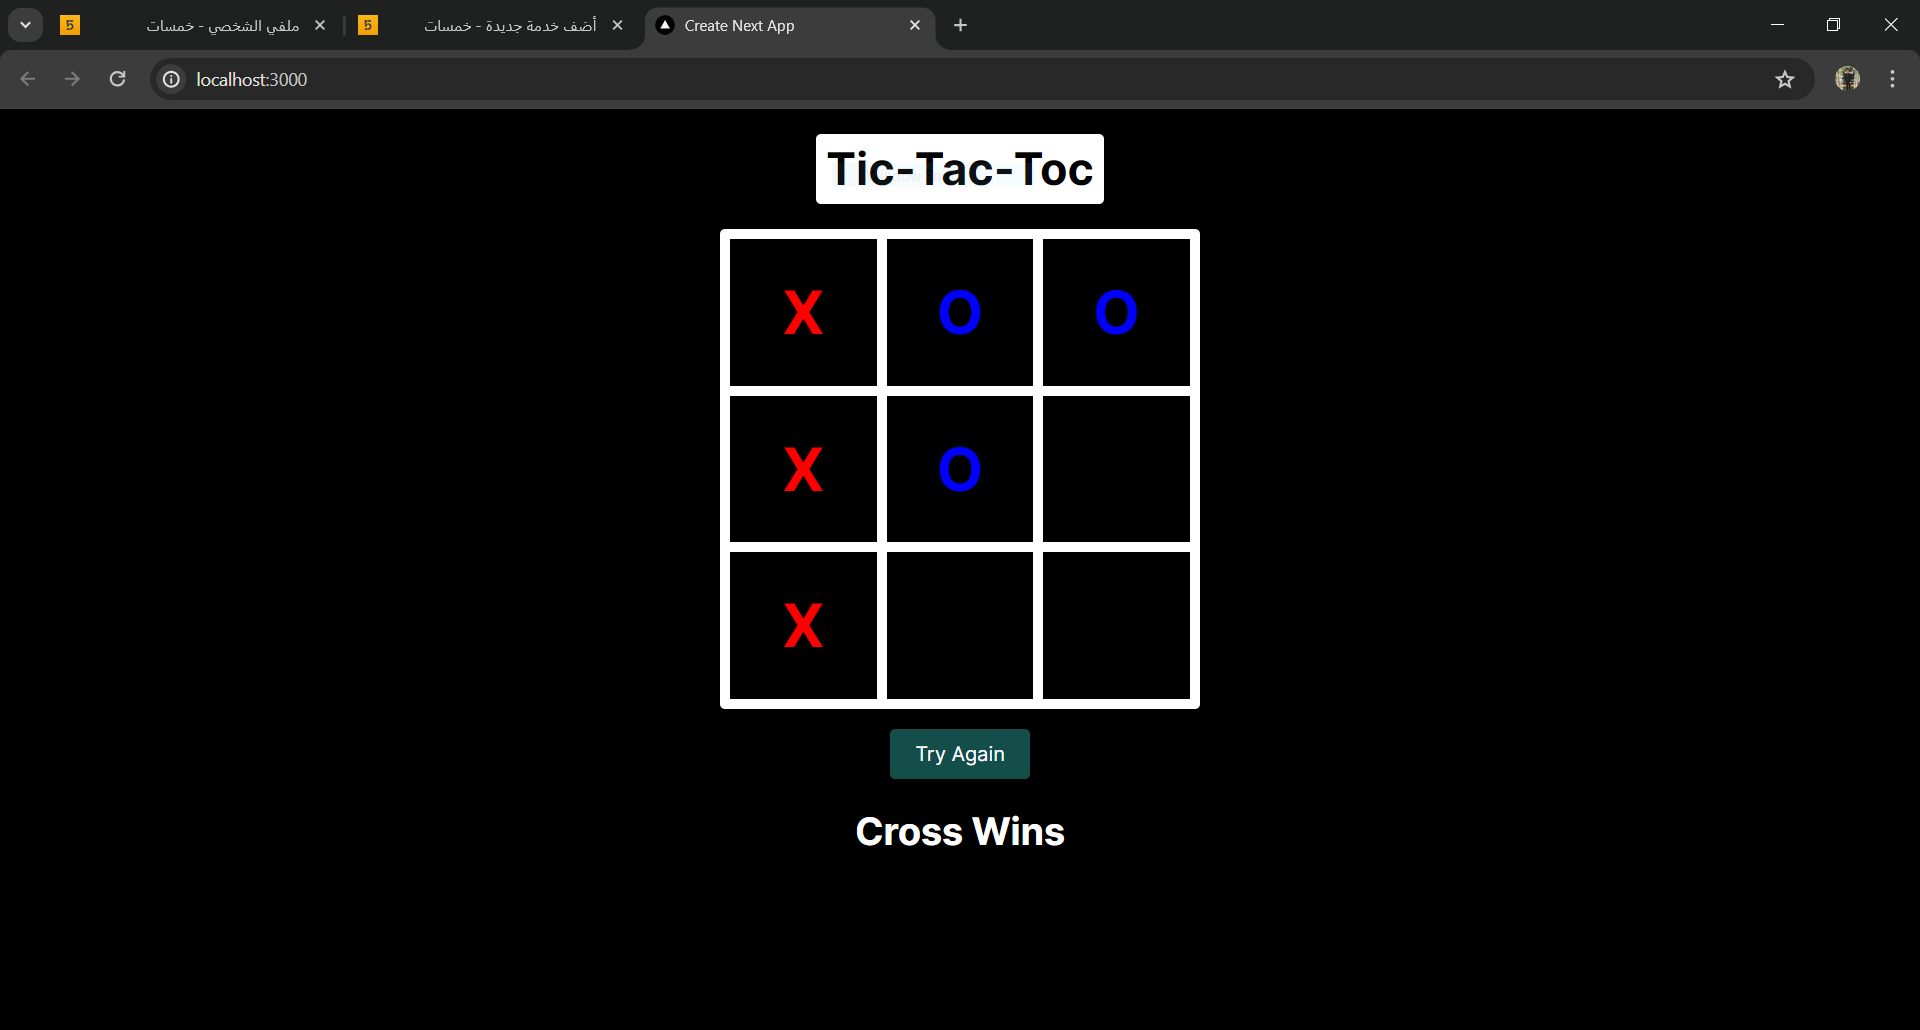 5 ملفي الشخصي - خمسات
5 أضف خدمة جديدة - خمسات
Create Next App
localhost:3000
Tic-Tac-Toc
X O O
X O
X
Try Again
Cross Wins